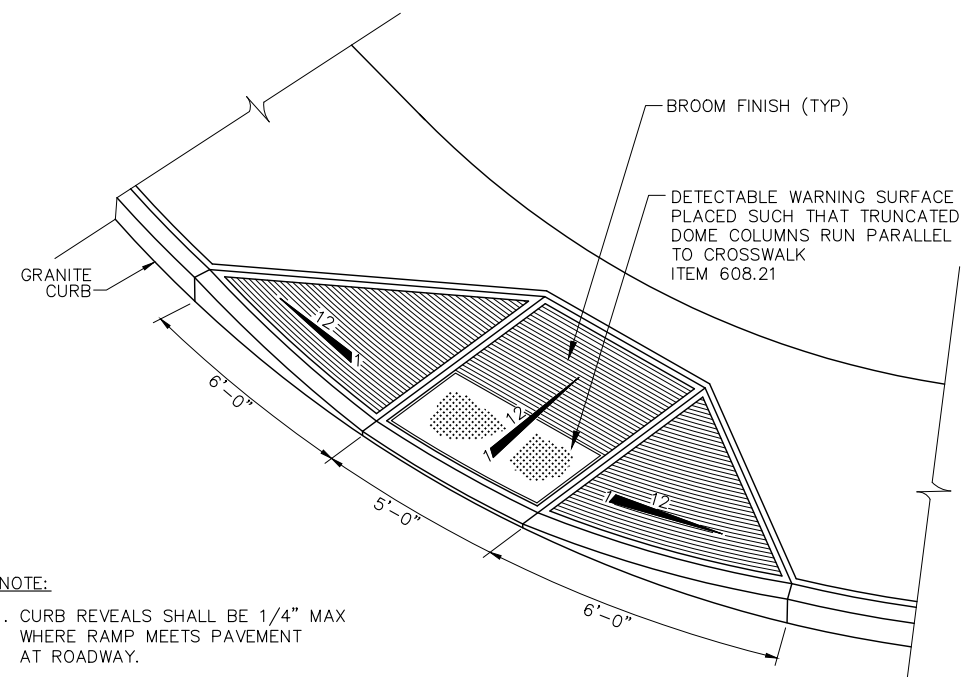 BROOM FINISH (TYP)
DETECTABLE WARNING SURFACE
PLACED SUCH THAT TRUNCATED
DOME COLUMNS RUN PARALLEL
TO CROSSWALK
ITEM 608.21
GRANITE
CURB
12
1
12
1
1
12
6'-0"
5'-0"
6'-0"
NOTE:
. CURB REVEALS SHALL BE 1/4" MAX
WHERE RAMP MEETS PAVEMENT
AT ROADWAY.